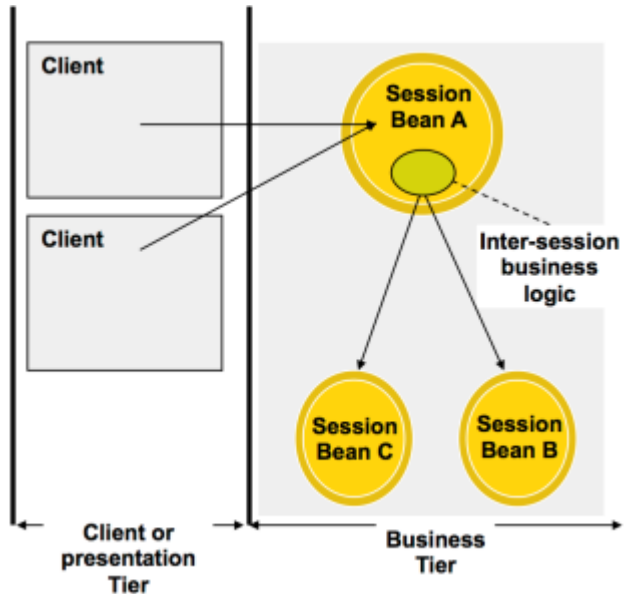 Client
Session
Bean A
Client
Inter-session
business
logic
Session
Bean C
Session
Bean B
Client or
presentation
Tier
Business
Tier